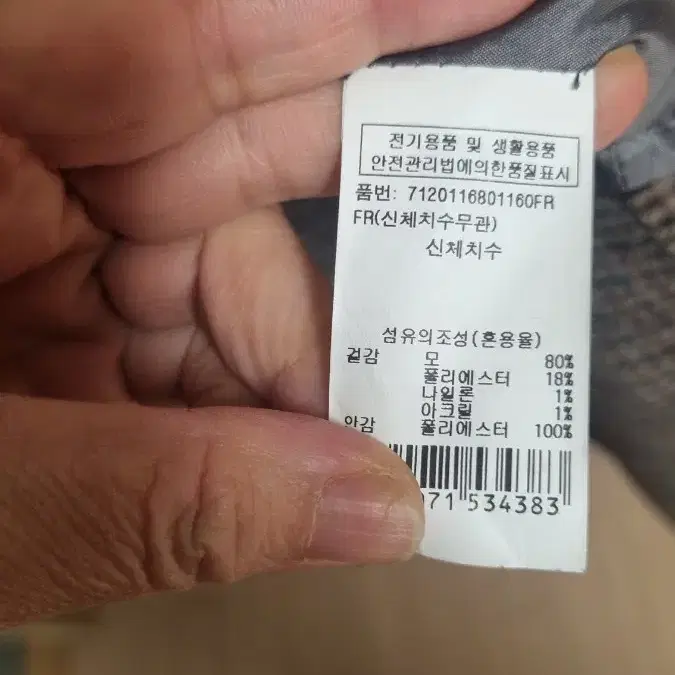 전기용품 및 생활용품
안전관리법에의한품질표시
품번: 7120116801160FR
FR(신체치수무관)
신체치수
섬유의조성(혼용율)
겉감 모 80%
폴리에스터 18%
나일론 1%
아크릴 1%
안감 폴리에스터 100%
071 534383